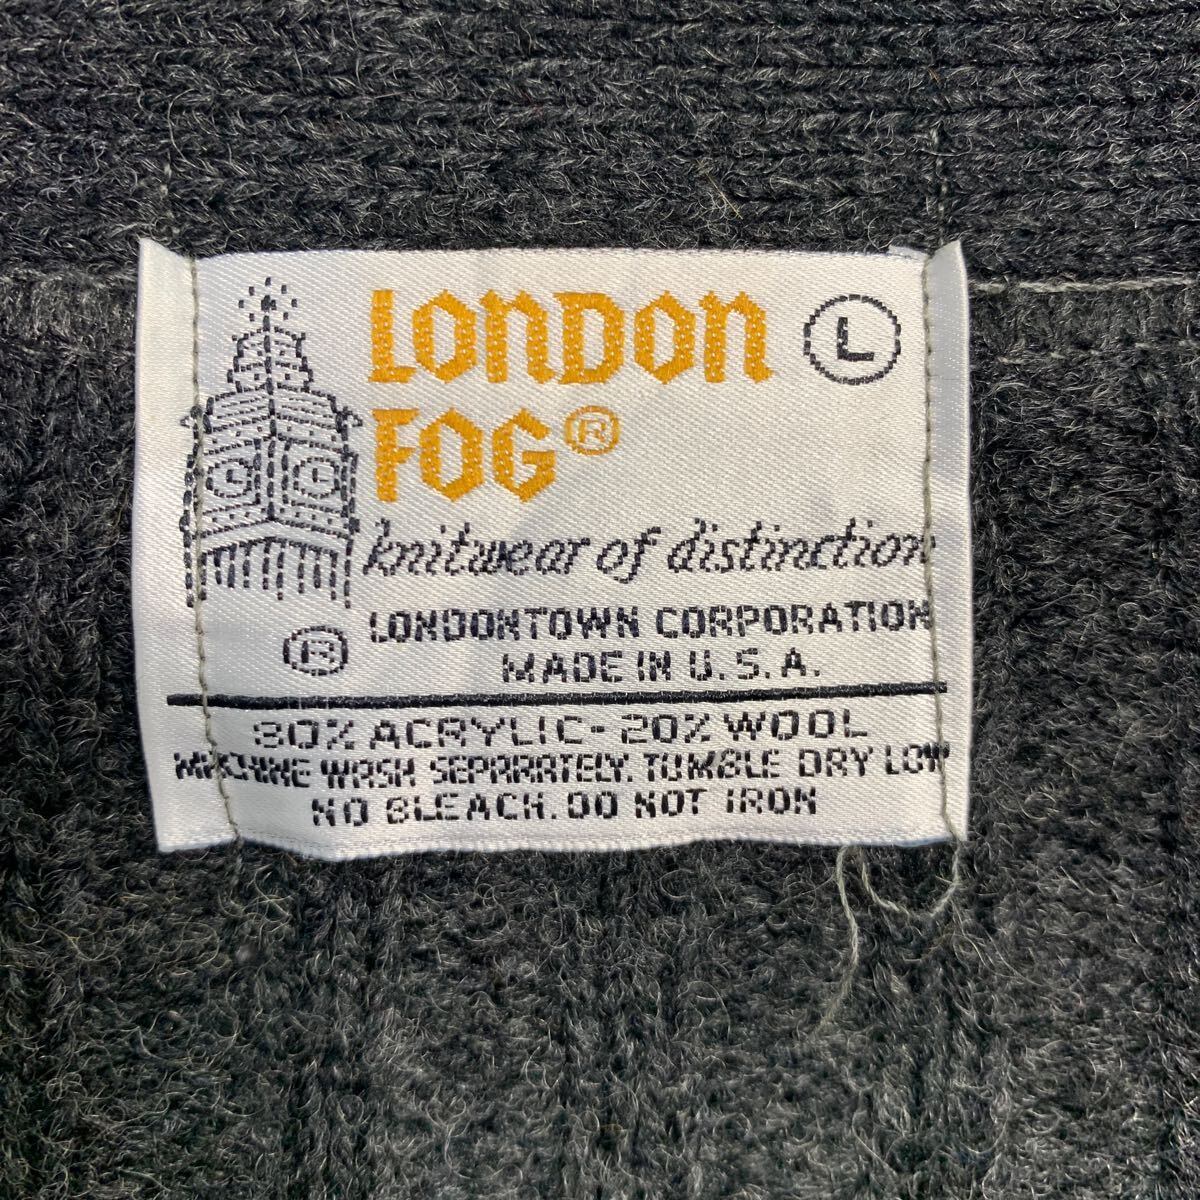 LONDON
FOG®
L
knitwear of distinction
LONDONTOWN CORPORATION
® MADE IN U.S.A.
80% ACRYLIC-20% WOOL
MACHINE WASH SEPARATELY. TUMBLE DRY LOW
NO BLEACH. DO NOT IRON